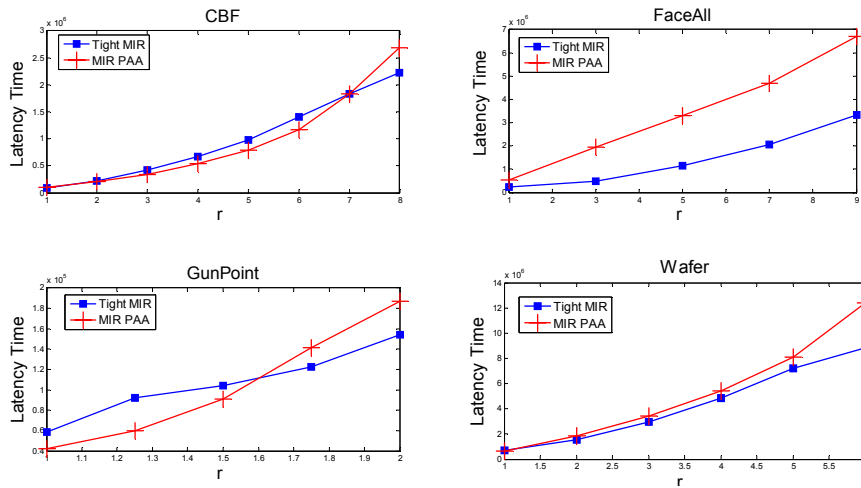 CBF
x 10^6
3
2.5
2
1.5
1
0.5
0
Latency Time
Tight MIR
MIR PAA
1 2 3 4 5 6 7 8
r
FaceAll
x 10^6
7
6
5
4
3
2
1
0
Latency Time
Tight MIR
MIR PAA
1 2 3 4 5 6 7 8 9
r
GunPoint
x 10^5
2
1.8
1.6
1.4
1.2
1
0.8
0.6
0.4
Latency Time
Tight MIR
MIR PAA
1 1.1 1.2 1.3 1.4 1.5 1.6 1.7 1.8 1.9 2
r
Wafer
x 10^6
14
12
10
8
6
4
2
0
Latency Time
Tight MIR
MIR PAA
1 1.5 2 2.5 3 3.5 4 4.5 5 5.5
r